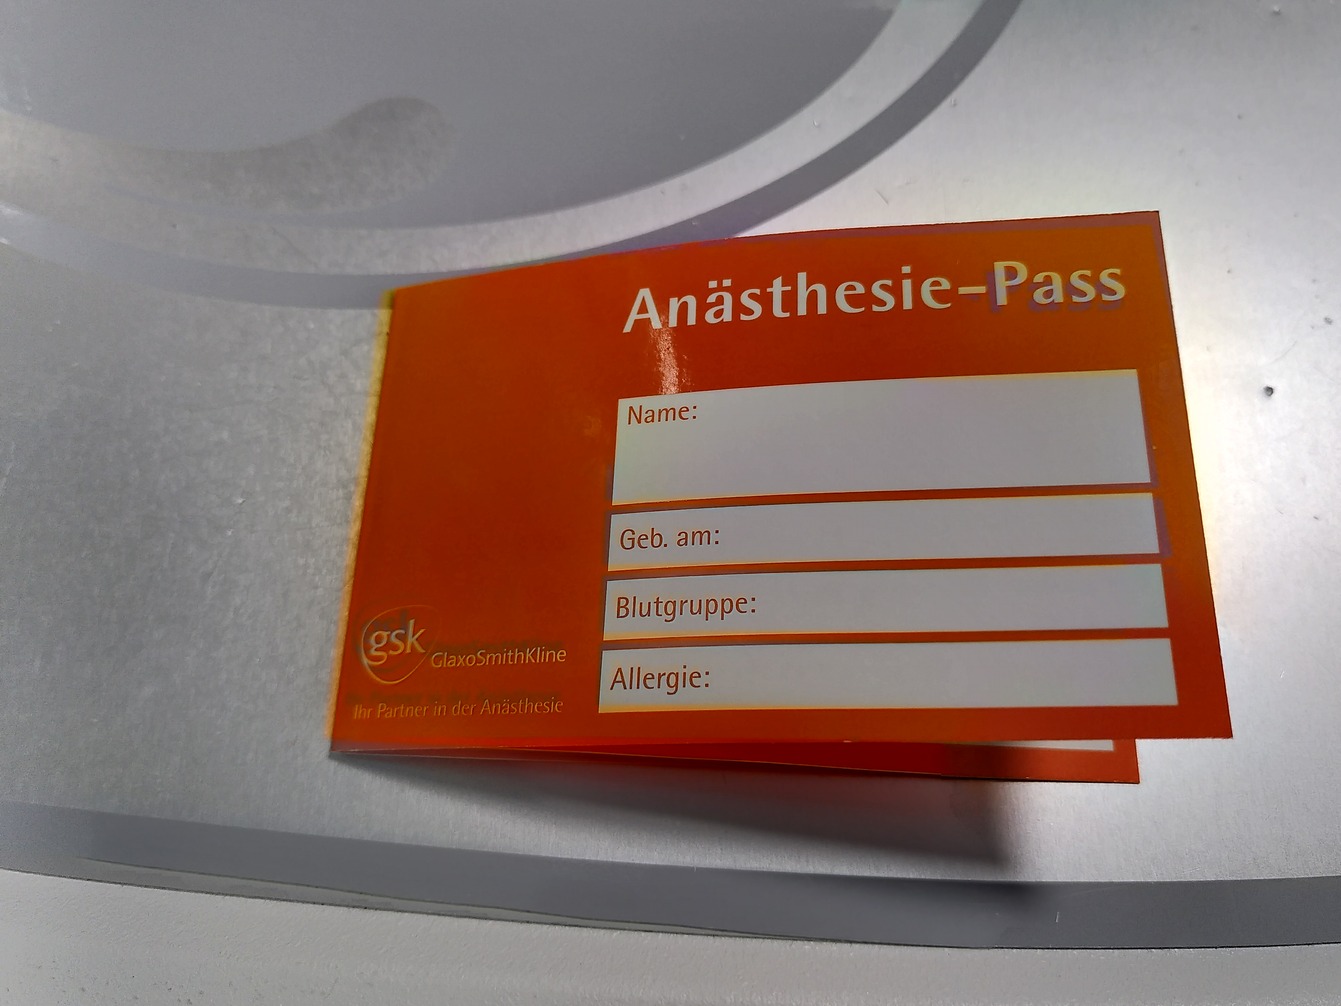 Anästhesie-Pass
Name:
Geb. am:
Blutgruppe:
Allergie:
gsk GlaxoSmithKline
Ihr Partner in der Anästhesie